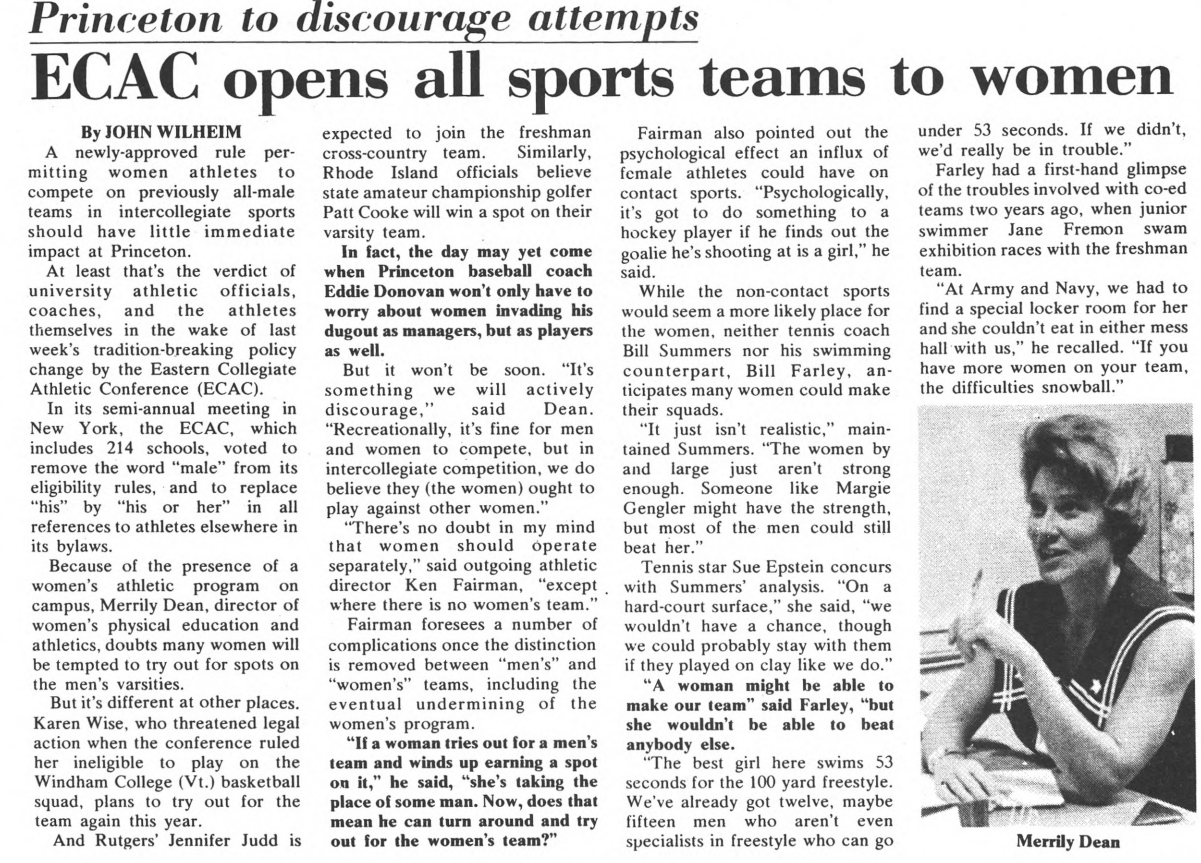 Princeton to discourage attempts
ECAC opens all sports teams to women
By JOHN WILHEIM
A newly-approved rule per-
mitting women athletes to
compete on previously all-male
teams in intercollegiate sports
should have little immediate
impact at Princeton.
At least that's the verdict of
university athletic officials,
coaches, and the athletes
themselves in the wake of last
week's tradition-breaking policy
change by the Eastern Collegiate
Athletic Conference (ECAC).
In its semi-annual meeting in
New York, the ECAC, which
includes 214 schools, voted to
remove the word "male" from its
eligibility rules, and to replace
"his" by "his or her" in all
references to athletes elsewhere in
its bylaws.
Because of the presence of a
women's athletic program on
campus, Merrily Dean, director of
women's physical education and
athletics, doubts many women will
be tempted to try out for spots on
the men's varsities.
But it's different at other places.
Karen Wise, who threatened legal
action when the conference ruled
her ineligible to play on the
Windham College (Vt.) basketball
squad, plans to try out for the
team again this year.
And Rutgers' Jennifer Judd is
expected to join the freshman
cross-country team. Similarly,
Rhode Island officials believe
state amateur championship golfer
Patt Cooke will win a spot on their
varsity team.
In fact, the day may yet come
when Princeton baseball coach
Eddie Donovan won't only have to
worry about women invading his
dugout as managers, but as players
as well.
But it won't be soon. "It's
something we will actively
discourage," said Dean.
"Recreationally, it's fine for men
and women to compete, but in
intercollegiate competition, we do
believe they (the women) ought to
play against other women."
"There's no doubt in my mind
that women should operate
separately," said outgoing athletic
director Ken Fairman, "except
where there is no women's team."
Fairman foresees a number of
complications once the distinction
is removed between "men's" and
"women's" teams, including the
eventual undermining of the
women's program.
"If a woman tries out for a men's
team and winds up earning a spot
on it," he said, "she's taking the
place of some man. Now, does that
mean he can turn around and try
out for the women's team?"
Fairman also pointed out the
psychological effect an influx of
female athletes could have on
contact sports. "Psychologically,
it's got to do something to a
hockey player if he finds out the
goalie he's shooting at is a girl," he
said.
While the non-contact sports
would seem a more likely place for
the women, neither tennis coach
Bill Summers nor his swimming
counterpart, Bill Farley, an-
ticipates many women could make
their squads.
"It just isn't realistic," main-
tained Summers. "The women by
and large just aren't strong
enough. Someone like Margie
Gengler might have the strength,
but most of the men could still
beat her."
Tennis star Sue Epstein concurs
with Summers' analysis. "On a
hard-court surface," she said, "we
wouldn't have a chance, though
we could probably stay with them
if they played on clay like we do."
"A woman might be able to
make our team" said Farley, "but
she wouldn't be able to beat
anybody else.
"The best girl here swims 53
seconds for the 100 yard freestyle.
We've already got twelve, maybe
fifteen men who aren't even
specialists in freestyle who can go
under 53 seconds. If we didn't,
we'd really be in trouble."
Farley had a first-hand glimpse
of the troubles involved with co-ed
teams two years ago, when junior
swimmer Jane Fremon swam
exhibition races with the freshman
team.
"At Army and Navy, we had to
find a special locker room for her
and she couldn't eat in either mess
hall with us," he recalled. "If you
have more women on your team,
the difficulties snowball."
Merrily Dean